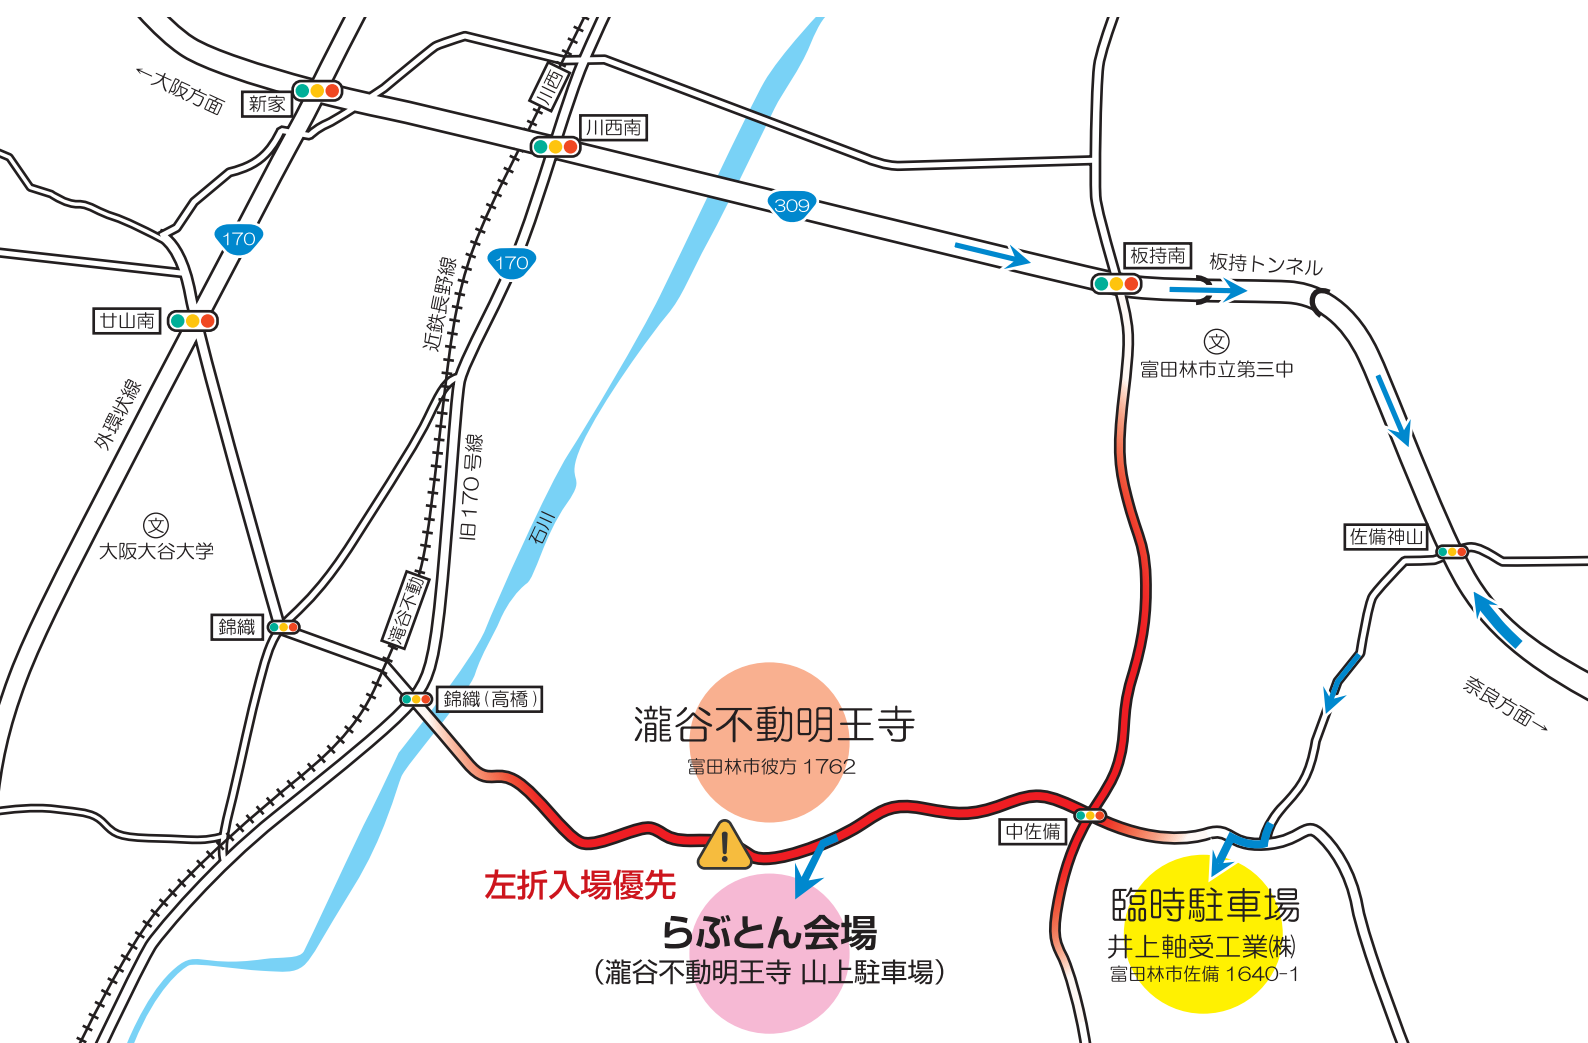 ←大阪方面
新家
川西
川西南
309
170
170
板持南
板持トンネル
近鉄長野線
廿山南
文
富田林市立第三中
外環状線
旧170号線
文
大阪大谷大学
石川
佐備神山
滝谷不動
錦織
錦織(高橋)
奈良方面→
瀧谷不動明王寺
富田林市彼方 1762
中佐備
!
左折入場優先
らぶとん会場
(瀧谷不動明王寺 山上駐車場)
臨時駐車場
井上軸受工業㈱
富田林市佐備 1640-1